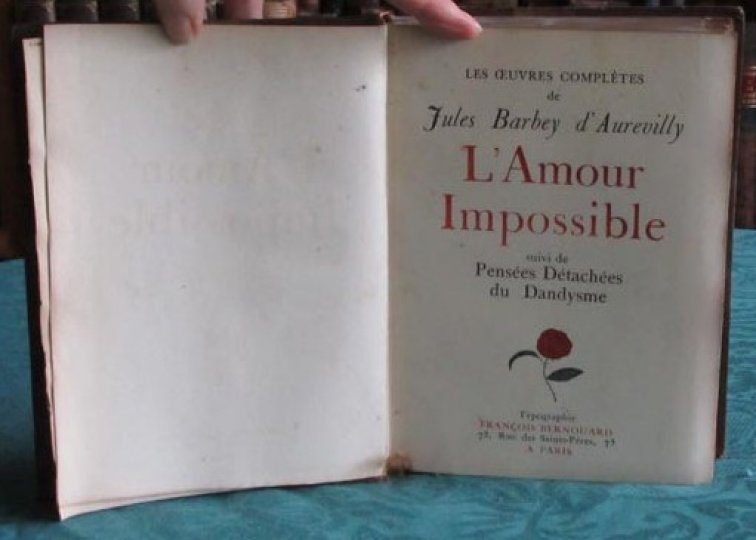 LES ŒUVRES COMPLÈTES
de
Jules Barbey d'Aurevilly
L'Amour
Impossible
suivi de
Pensées Détachées
du Dandysme
Typographie
FRANÇOIS BERNOUARD
73, Rue des Saints-Pères, 73
A PARIS